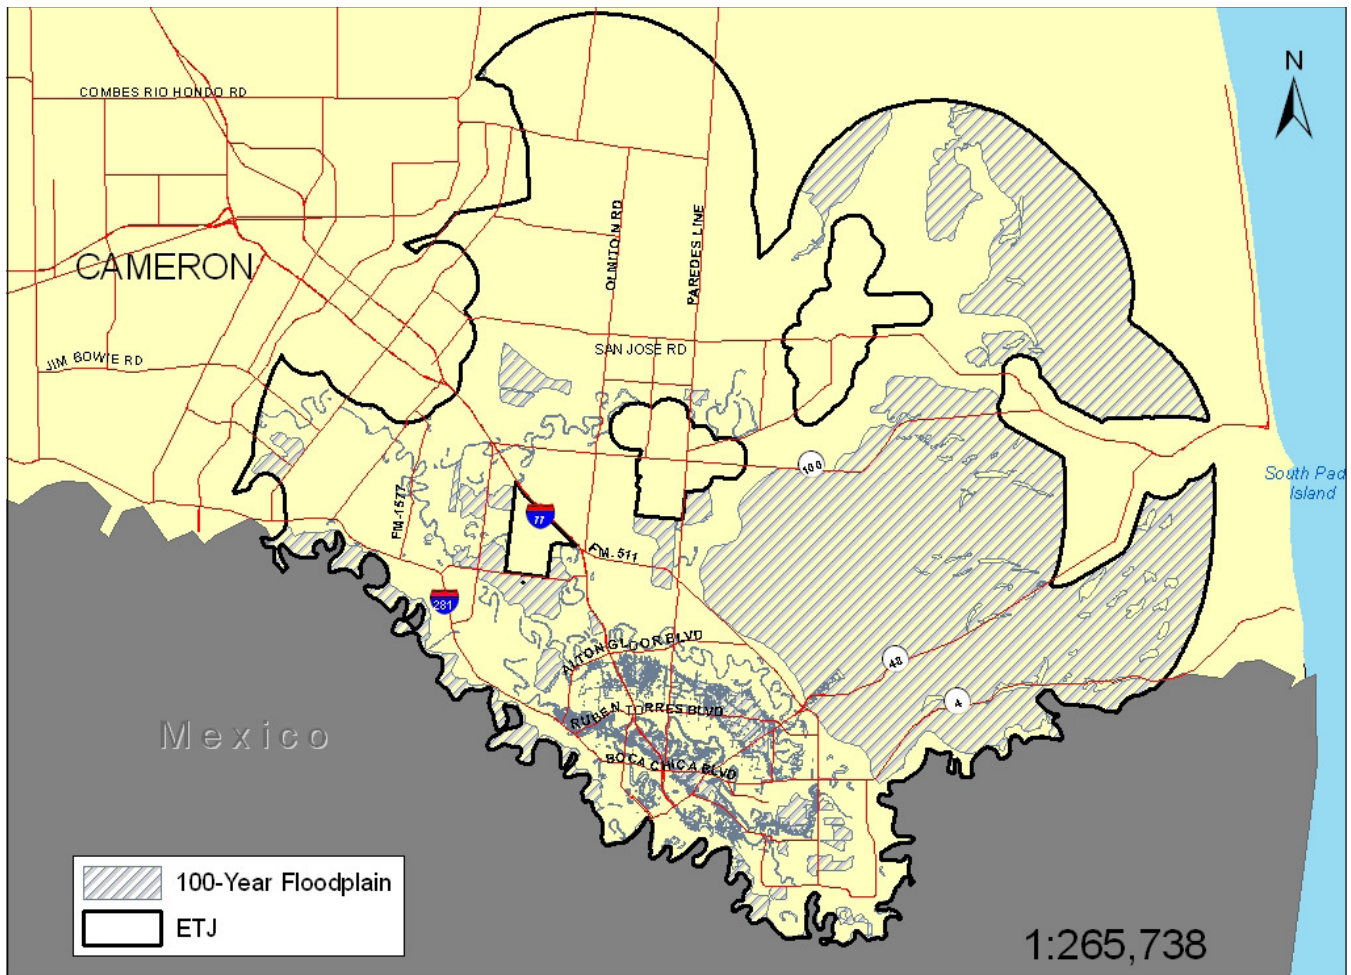 N
COMBES RIO HONDO RD
OLMITO N RD
PAREDES LINE
CAMERON
SAN JOSE RD
JIM BOWIE RD
100
South Pad
Island
FM-1577
77
FM-511
281
ALTON GLOOR BLVD
48
4
RUBEN TORRES BLVD
Mexico
BOCA CHICA BLVD
100-Year Floodplain
ETJ
1:265,738